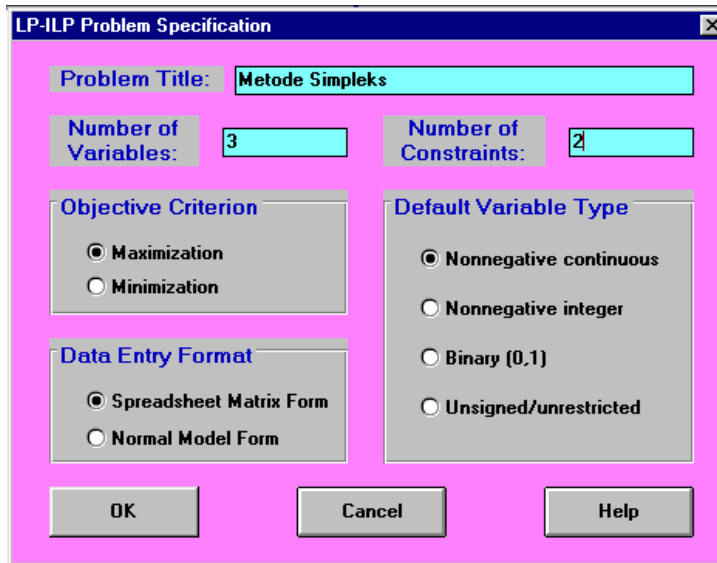 LP-ILP Problem Specification
Problem Title: Metode Simpleks
Number of Variables: 3
Number of Constraints: 2
Objective Criterion
Maximization
Minimization
Default Variable Type
Nonnegative continuous
Nonnegative integer
Binary (0,1)
Unsigned/unrestricted
Data Entry Format
Spreadsheet Matrix Form
Normal Model Form
OK
Cancel
Help